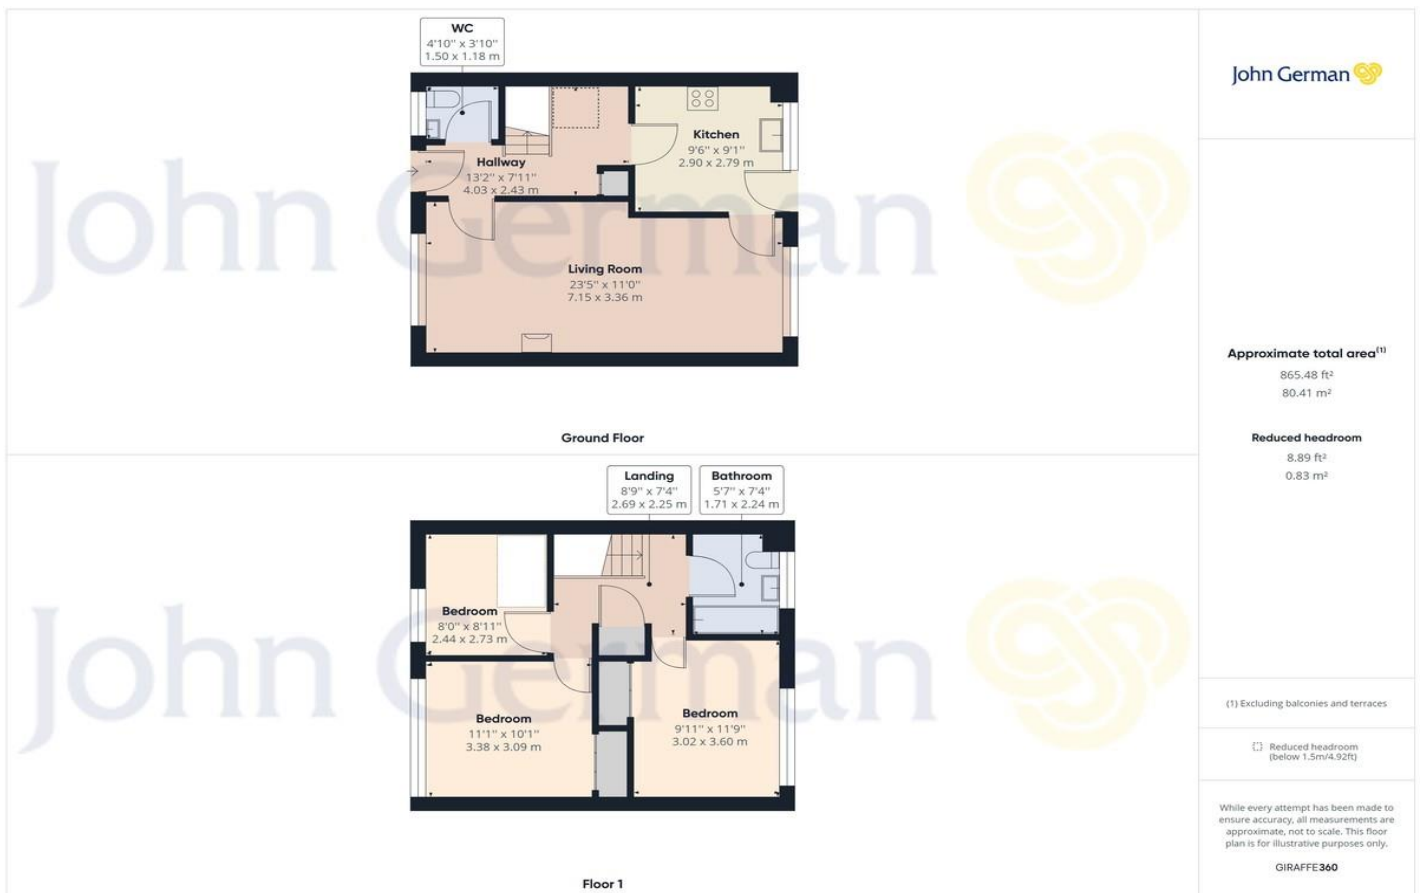 WC
4'10'' x 3'10''
1.50 x 1.18 m
Kitchen
9'6'' x 9'1''
2.90 x 2.79 m
Hallway
13'2'' x 7'11''
4.03 x 2.43 m
John German
Living Room
23'5'' x 11'0''
7.15 x 3.36 m
Ground Floor
Landing
8'9'' x 7'4''
2.69 x 2.25 m
Bathroom
5'7'' x 7'4''
1.71 x 2.24 m
Bedroom
8'0'' x 8'11''
2.44 x 2.73 m
John German
Bedroom
11'1'' x 10'1''
3.38 x 3.09 m
Bedroom
9'11'' x 11'9''
3.02 x 3.60 m
Floor 1
John German
Approximate total area(1)
865.48 ft²
80.41 m²
Reduced headroom
8.89 ft²
0.83 m²
(1) Excluding balconies and terraces
Reduced headroom
(below 1.5m/4.92ft)
While every attempt has been made to
ensure accuracy, all measurements are
approximate, not to scale. This floor
plan is for illustrative purposes only.
GIRAFFE360